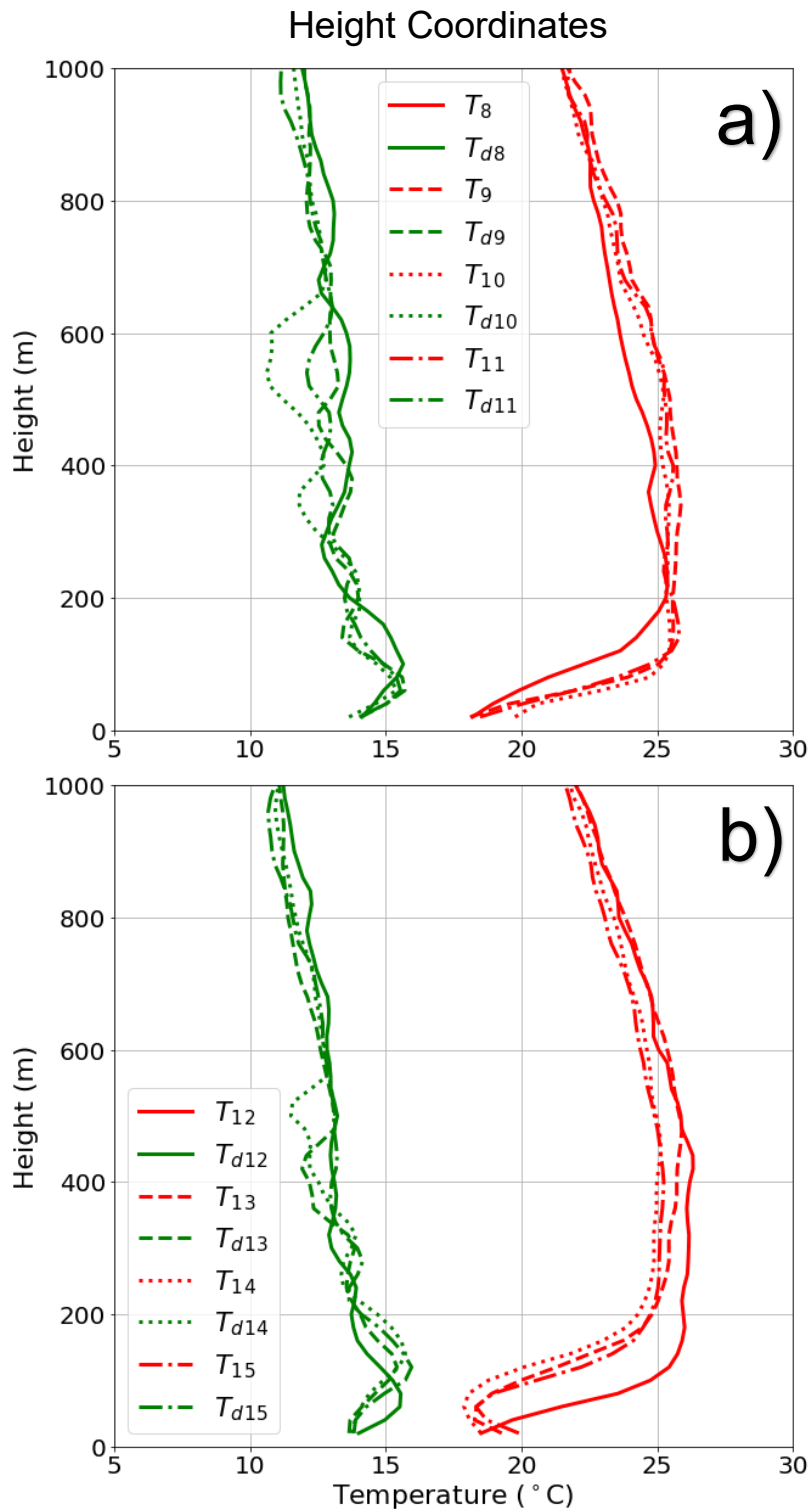 Height Coordinates
a)
1000
800
600
400
200
0
Height (m)
T8
Td8
T9
Td9
T10
Td10
T11
Td11
5 10 15 20 25 30
b)
1000
800
600
400
200
0
Height (m)
T12
Td12
T13
Td13
T14
Td14
T15
Td15
5 10 15 20 25 30
Temperature (°C)